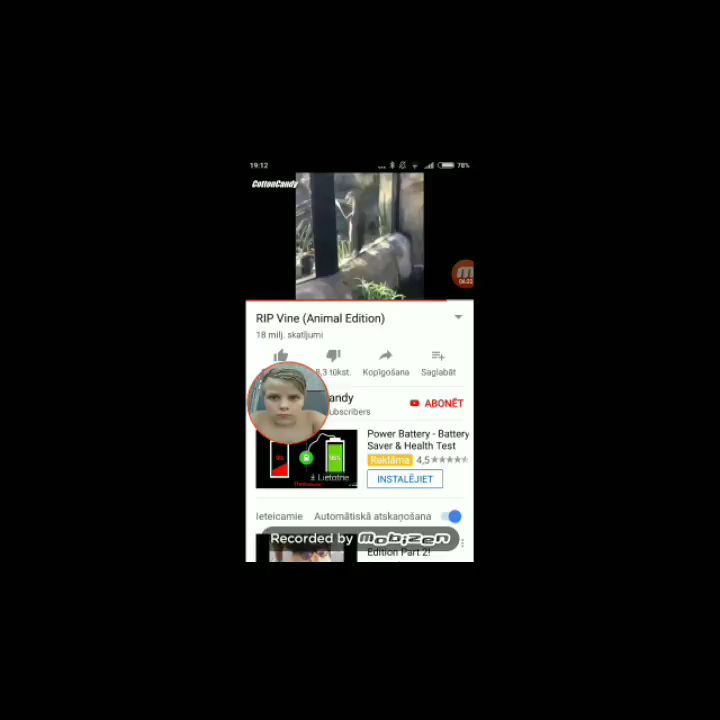 19:12
78%
CottonCandy
06:22
RIP Vine (Animal Edition)
18 milj. skatījumi
8,3 tūkst.
Kopīgošana
Saglabāt
andy
ubscribers
ABONĒT
Power Battery - Battery
Saver & Health Test
Reklāma 4,5
INSTALĒJIET
Lietotne
Ieteicamie
Automātiskā atskaņošana
Recorded by Mobizen
Edition Part 2!